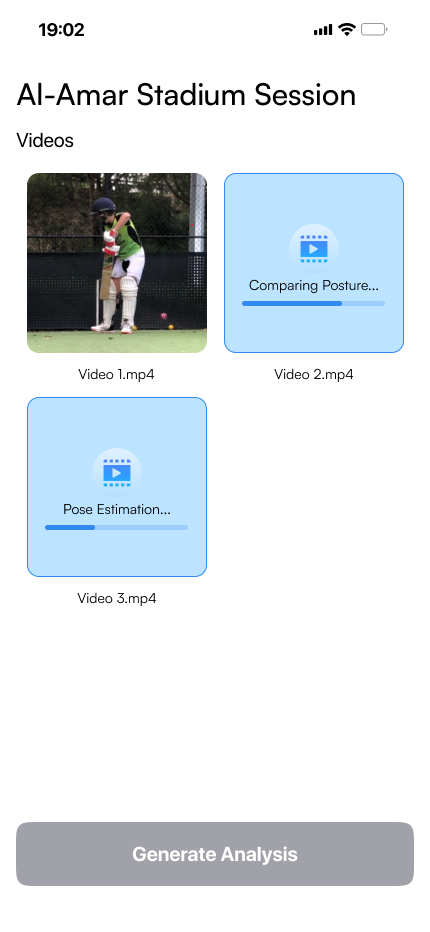 19:02
Al-Amar Stadium Session
Videos
Comparing Posture...
Video 1.mp4
Video 2.mp4
Pose Estimation...
Video 3.mp4
Generate Analysis